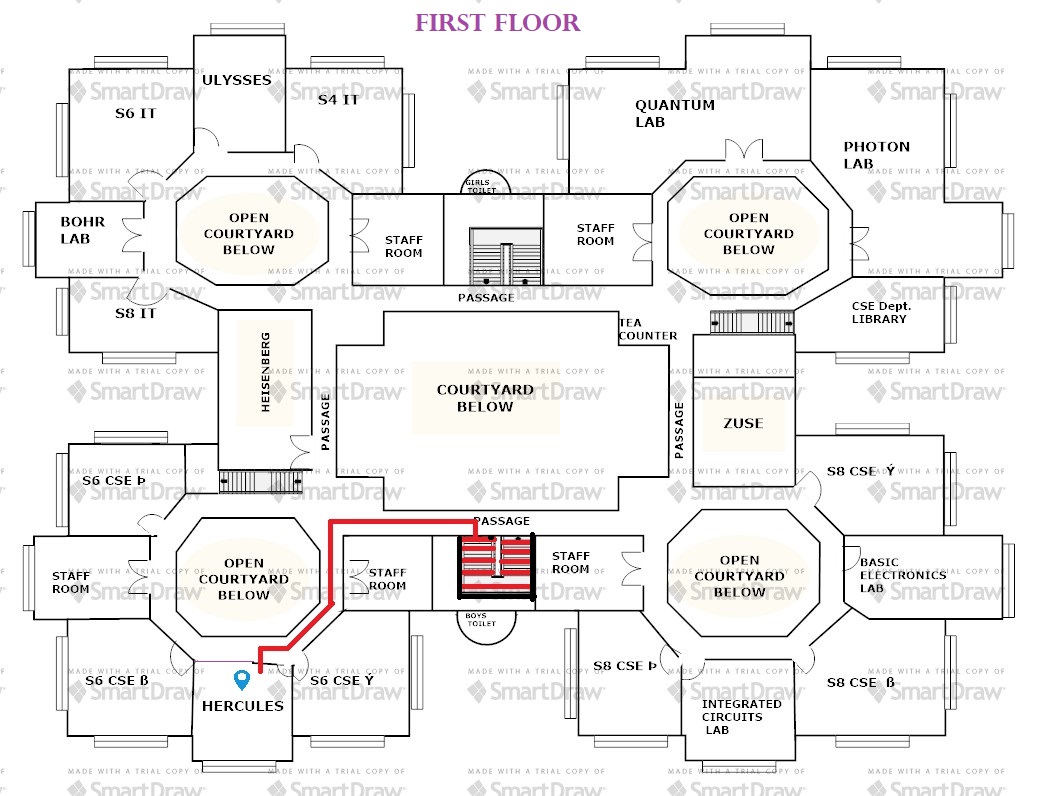 FIRST FLOOR
ULYSSES
S6 IT
S4 IT
QUANTUM
LAB
PHOTON
LAB
GIRLS
TOILET
BOHR
LAB
OPEN
COURTYARD
BELOW
STAFF
ROOM
STAFF
ROOM
OPEN
COURTYARD
BELOW
S8 IT
PASSAGE
CSE Dept.
LIBRARY
TEA
COUNTER
HEISENBERG
PASSAGE
COURTYARD
BELOW
PASSAGE
ZUSE
S6 CSE Þ
S8 CSE Ý
PASSAGE
STAFF
ROOM
OPEN
COURTYARD
BELOW
STAFF
ROOM
STAFF
ROOM
OPEN
COURTYARD
BELOW
BASIC
ELECTRONICS
LAB
BOYS
TOILET
S6 CSE ß
HERCULES
S6 CSE Ý
S8 CSE Þ
INTEGRATED
CIRCUITS
LAB
S8 CSE ß
MADE WITH A TRIAL COPY OF
SmartDraw